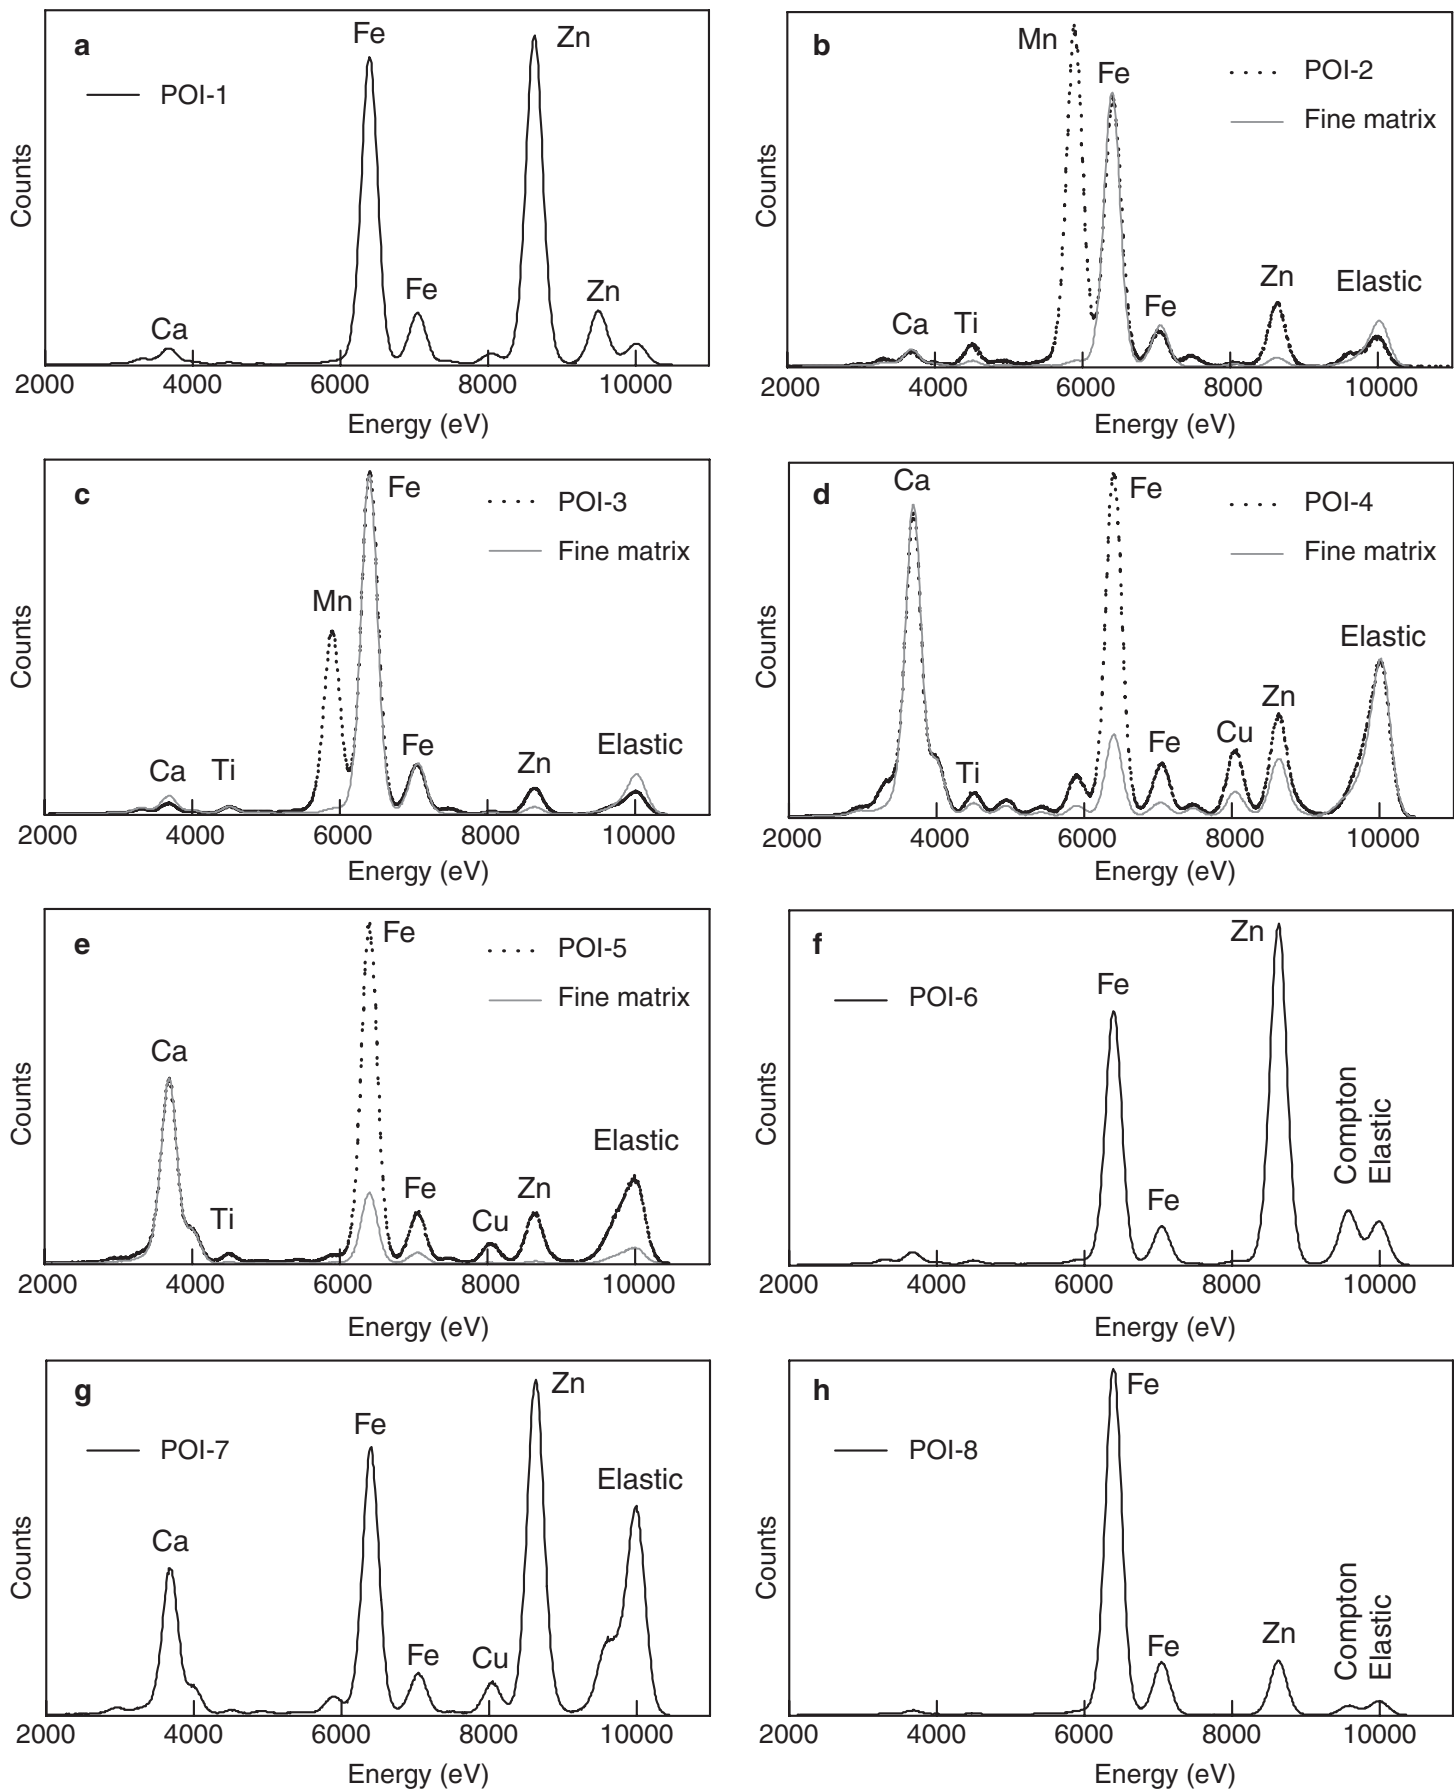 a
Fe
Zn
POI-1
Fe
Zn
Ca
Counts
2000 4000 6000 8000 10000
Energy (eV)
b
Mn
Fe
POI-2
Fine matrix
Ca
Ti
Fe
Zn
Elastic
Counts
2000 4000 6000 8000 10000
Energy (eV)
c
Fe
POI-3
Fine matrix
Mn
Ca
Ti
Fe
Zn
Elastic
Counts
2000 4000 6000 8000 10000
Energy (eV)
d
Ca
Fe
POI-4
Fine matrix
Ti
Fe
Cu
Zn
Elastic
Counts
2000 4000 6000 8000 10000
Energy (eV)
e
Fe
POI-5
Fine matrix
Ca
Ti
Fe
Cu
Zn
Elastic
Counts
2000 4000 6000 8000 10000
Energy (eV)
f
Zn
POI-6
Fe
Fe
Compton
Elastic
Counts
2000 4000 6000 8000 10000
Energy (eV)
g
Zn
POI-7
Fe
Ca
Fe
Cu
Elastic
Counts
2000 4000 6000 8000 10000
Energy (eV)
h
Fe
POI-8
Fe
Zn
Compton
Elastic
Counts
2000 4000 6000 8000 10000
Energy (eV)